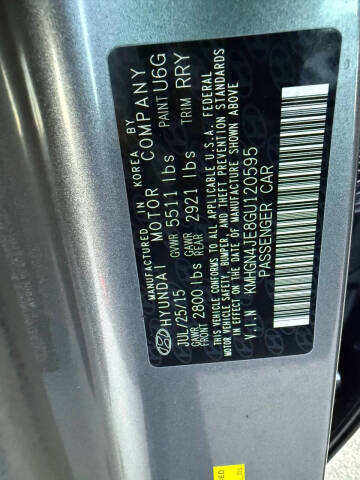 MANUFACTURED IN KOREA BY
HYUNDAI MOTOR COMPANY
JUL/25/15 GVWR 5511 lbs PAINT U6G
GAWR FRONT 2800 lbs GAWR REAR 2921 lbs TRIM RRY
THIS VEHICLE CONFORMS TO ALL APPLICABLE U.S.A. FEDERAL
MOTOR VEHICLE SAFETY, BUMPER, AND THEFT PREVENTION STANDARDS
IN EFFECT ON THE DATE OF MANUFACTURE SHOWN ABOVE.
V.I.N KMHGN4JE8GU120595
PASSENGER CAR